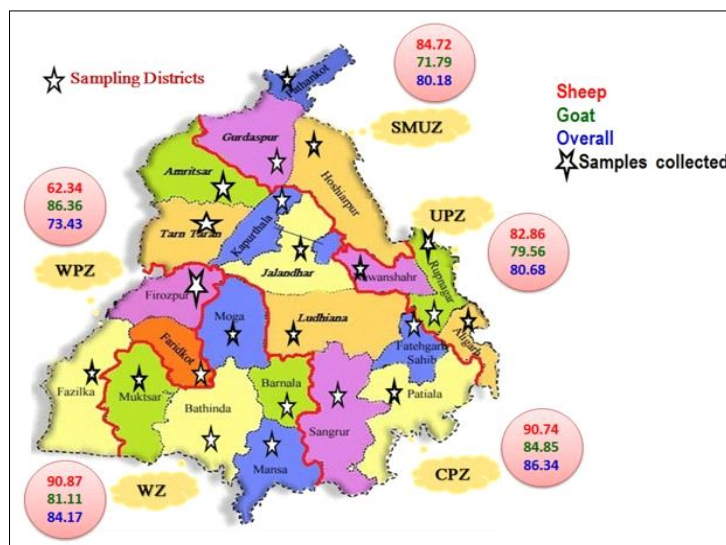 84.72
71.79
80.18
Sampling Districts
Pathankot
Sheep
Goat
Overall
Samples collected
SMUZ
Gurdaspur
Hoshiarpur
Amritsar
62.34
86.36
73.43
Tarn Taran
Kapurthala
UPZ
82.86
79.56
80.68
WPZ
Jalandhar
Nawanshahr
Rupnagar
Firozpur
Moga
Ludhiana
Aligarh
Fatehgarh
Sahib
Faridkot
Fazilka
Muktsar
Barnala
Patiala
Bathinda
Sangrur
90.74
84.85
86.34
Mansa
CPZ
WZ
90.87
81.11
84.17